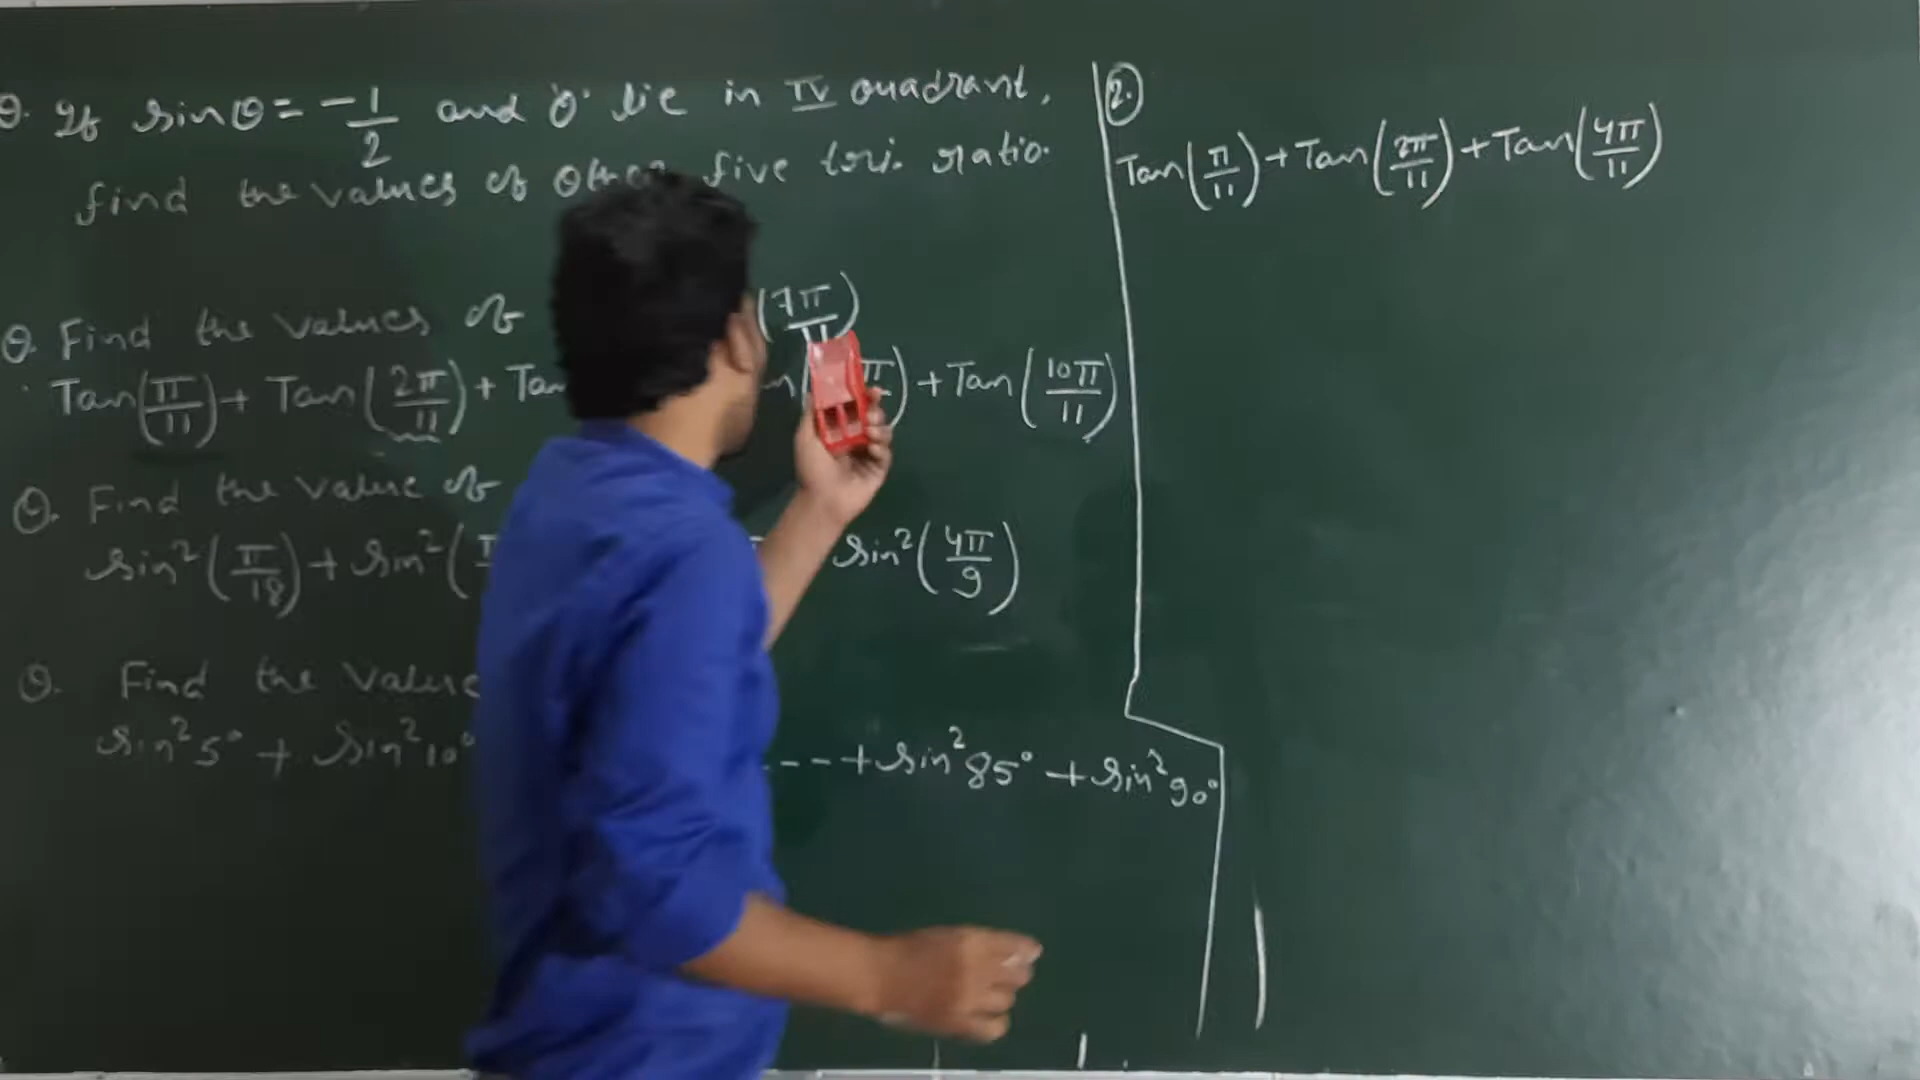 Q. If sinθ = -1/2 and 'θ' lie in IV quadrant,
find the values of other five tri. ratio.
Q. Find the values of (7π/11)
Tan(π/11) + Tan(2π/11) + Tan + Tan(10π/11)
Q. Find the value of
sin²(π/18) + sin²( sin²(4π/9)
Q. Find the value
sin²5° + sin²10° ---- + sin²85° + sin²90°
2.
Tan(π/11) + Tan(2π/11) + Tan(4π/11)